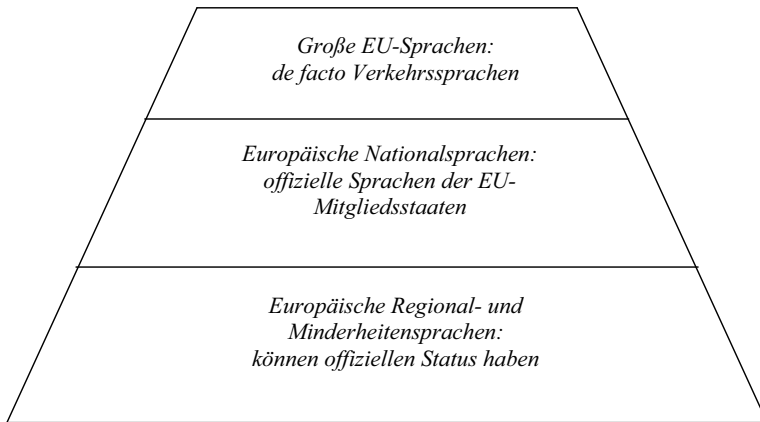 Große EU-Sprachen:
de facto Verkehrssprachen
Europäische Nationalsprachen:
offizielle Sprachen der EU-
Mitgliedsstaaten
Europäische Regional- und
Minderheitensprachen:
können offiziellen Status haben